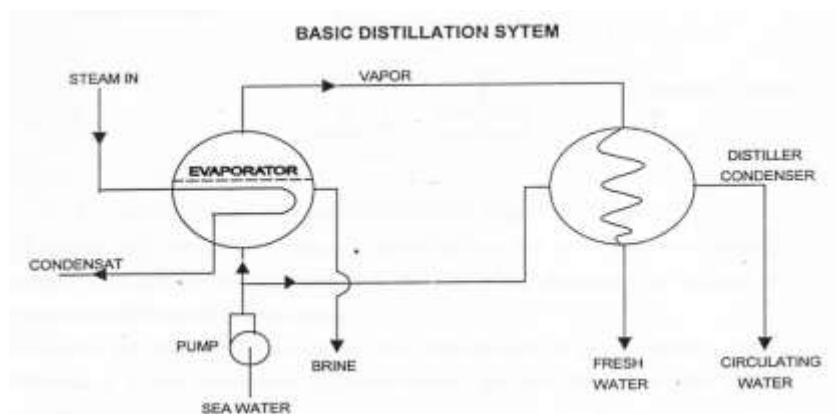 BASIC DISTILLATION SYTEM
STEAM IN
VAPOR
EVAPORATOR
DISTILLER
CONDENSER
CONDENSAT
PUMP
BRINE
FRESH
WATER
CIRCULATING
WATER
SEA WATER